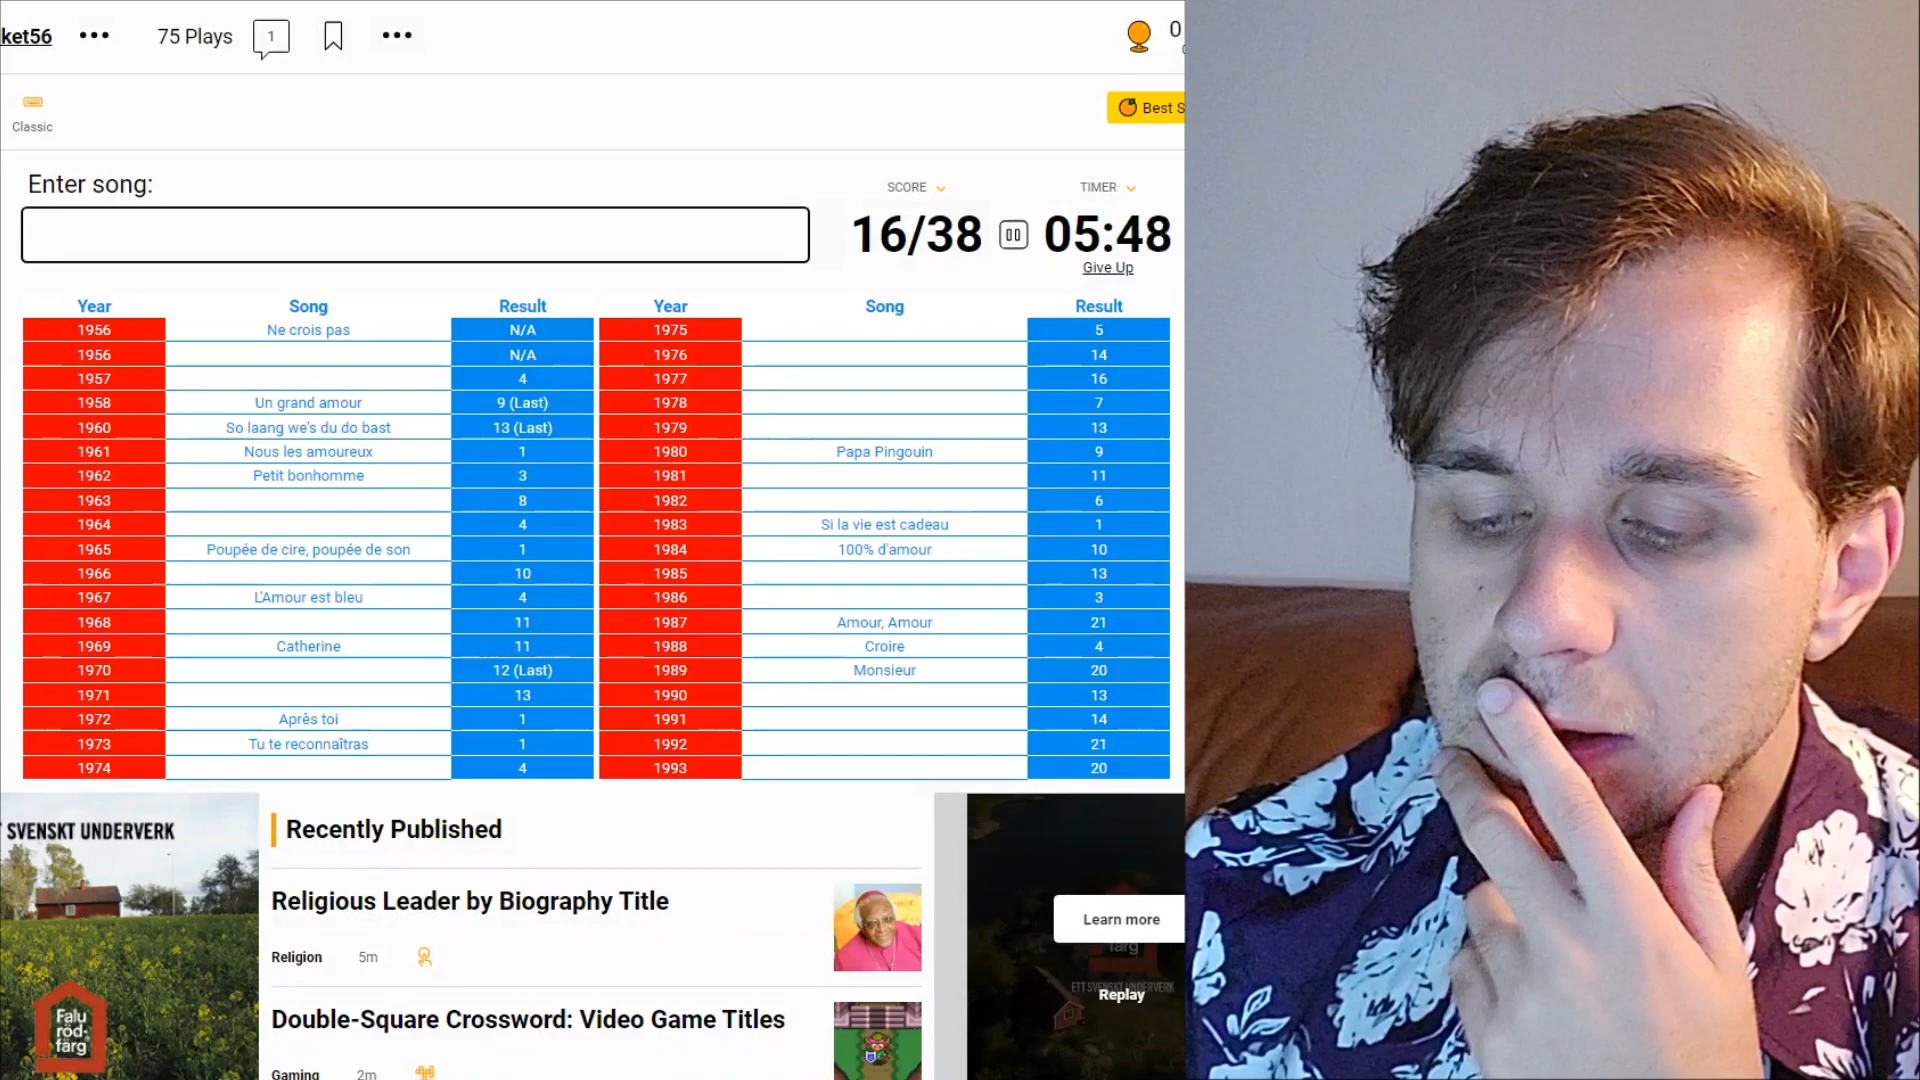 ket56 ••• 75 Plays 1 ••• 0
Classic
Best S
Enter song:
SCORE TIMER
16/38 05:48
Give Up
Year Song Result Year Song Result
1956 Ne crois pas N/A 1975 5
1956 N/A 1976 14
1957 4 1977 16
1958 Un grand amour 9 (Last) 1978 7
1960 So laang we's du do bast 13 (Last) 1979 13
1961 Nous les amoureux 1 1980 Papa Pingouin 9
1962 Petit bonhomme 3 1981 11
1963 8 1982 6
1964 4 1983 Si la vie est cadeau 1
1965 Poupée de cire, poupée de son 1 1984 100% d'amour 10
1966 10 1985 13
1967 L'Amour est bleu 4 1986 3
1968 11 1987 Amour, Amour 21
1969 Catherine 11 1988 Croire 4
1970 12 (Last) 1989 Monsieur 20
1971 13 1990 13
1972 Après toi 1 1991 14
1973 Tu te reconnaîtras 1 1992 21
1974 4 1993 20
T SVENSKT UNDERVERK
Falu
röd-
färg
Recently Published
Religious Leader by Biography Title
Religion 5m
Double-Square Crossword: Video Game Titles
Gaming 2m
Learn more
färg
ETT SVENSKT UNDERVERK
Replay